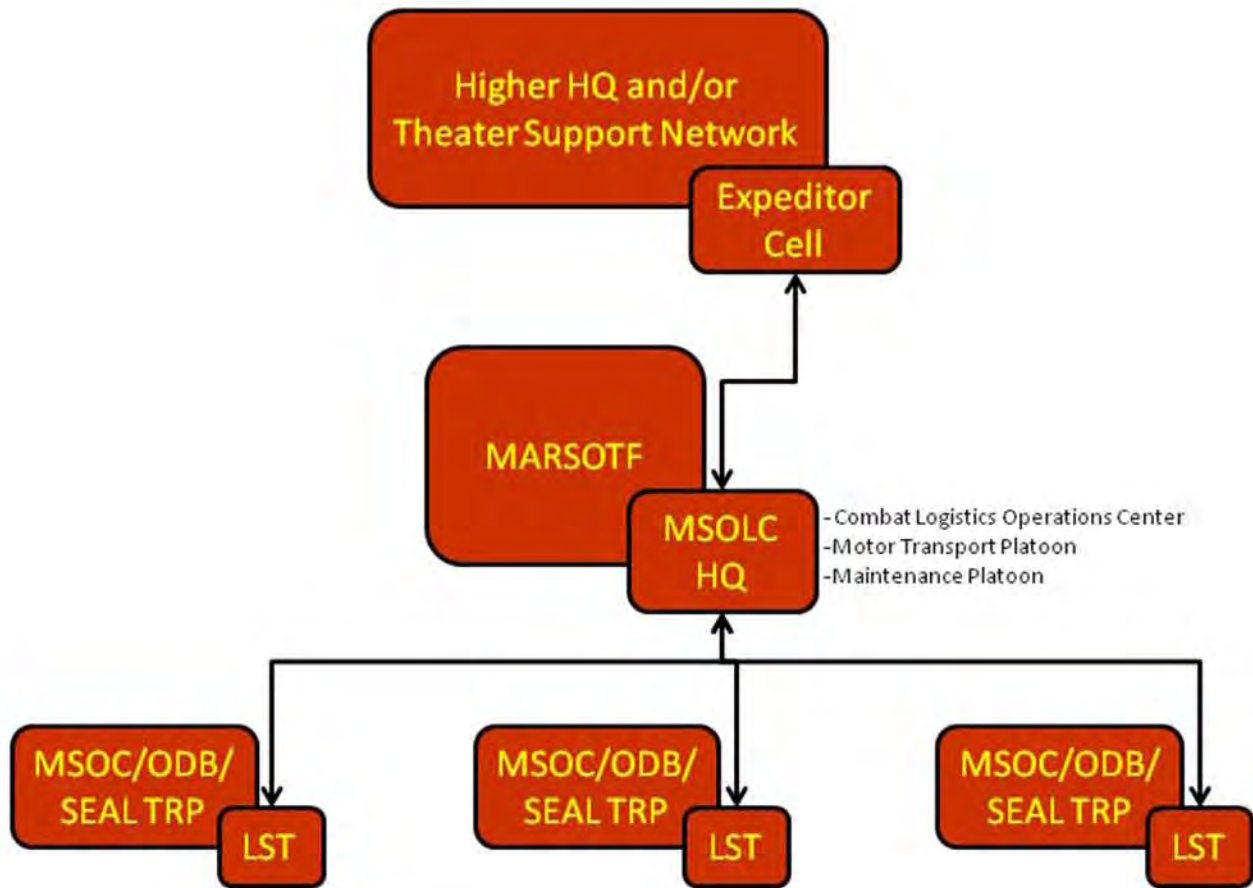 Higher HQ and/or
Theater Support Network
Expeditor
Cell
MARSOTF
MSOLC
HQ
-Combat Logistics Operations Center
-Motor Transport Platoon
-Maintenance Platoon
MSOC/ODB/
SEAL TRP
LST
MSOC/ODB/
SEAL TRP
LST
MSOC/ODB/
SEAL TRP
LST